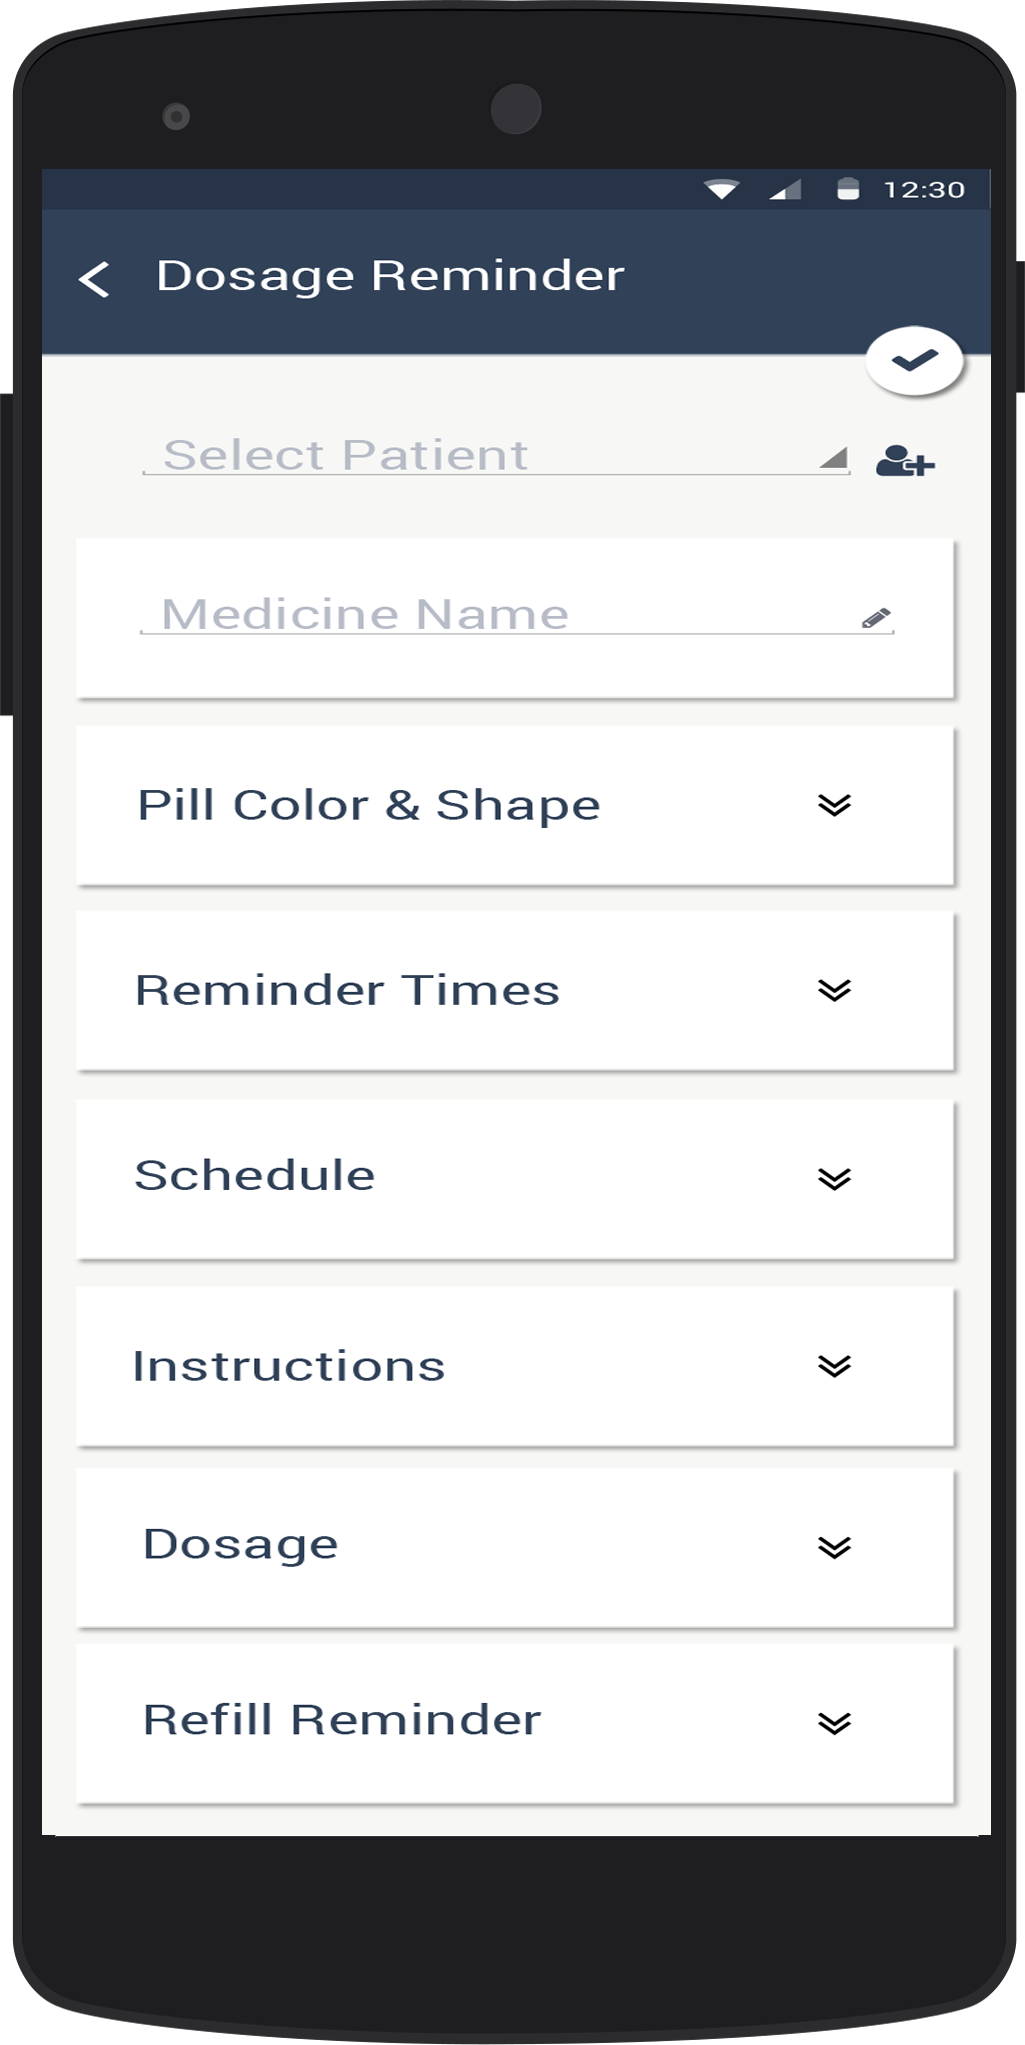 12:30
Dosage Reminder
Select Patient
Medicine Name
Pill Color & Shape
Reminder Times
Schedule
Instructions
Dosage
Refill Reminder